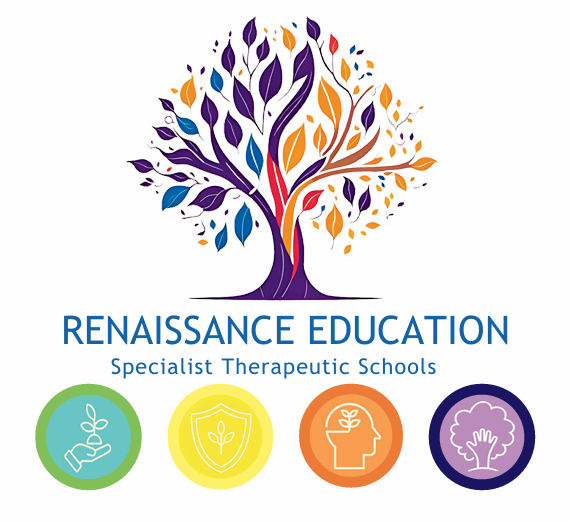 RENAISSANCE EDUCATION
Specialist Therapeutic Schools